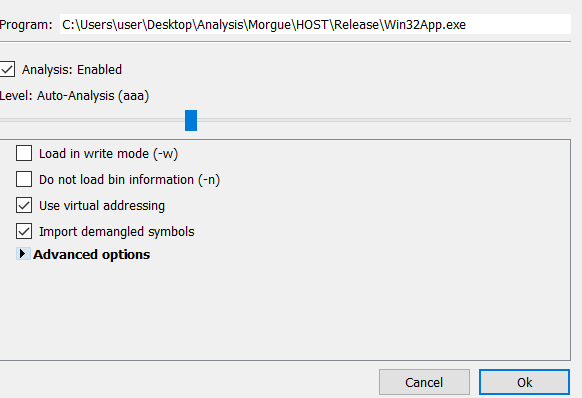 Program: C:\Users\user\Desktop\Analysis\Morgue\HOST\Release\Win32App.exe
Analysis: Enabled
Level: Auto-Analysis (aaa)
Load in write mode (-w)
Do not load bin information (-n)
Use virtual addressing
Import demangled symbols
Advanced options
Cancel Ok